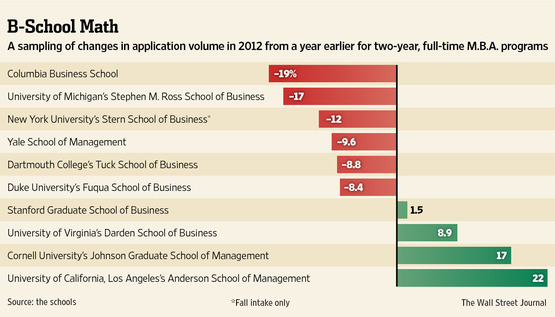 B-School Math
A sampling of changes in application volume in 2012 from a year earlier for two-year, full-time M.B.A. programs
Columbia Business School –19%
University of Michigan's Stephen M. Ross School of Business –17
New York University's Stern School of Business* –12
Yale School of Management –9.6
Dartmouth College's Tuck School of Business –8.8
Duke University's Fuqua School of Business –8.4
Stanford Graduate School of Business 1.5
University of Virginia's Darden School of Business 8.9
Cornell University's Johnson Graduate School of Management 17
University of California, Los Angeles's Anderson School of Management 22
Source: the schools *Fall intake only The Wall Street Journal